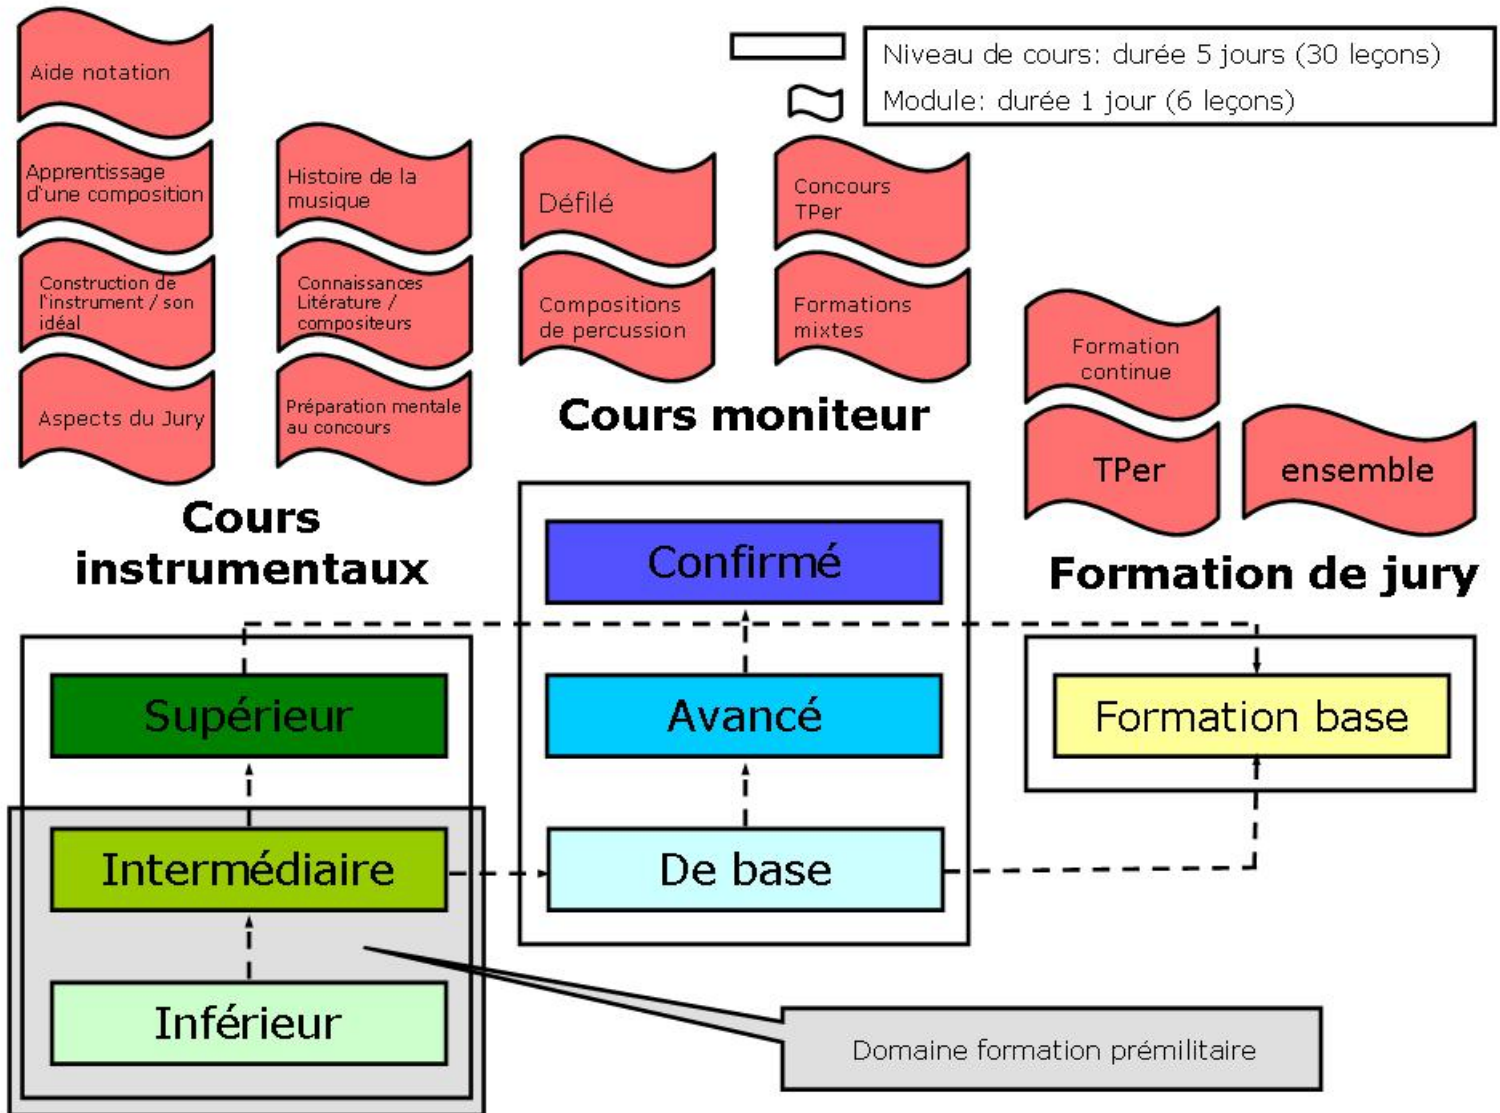 Niveau de cours: durée 5 jours (30 leçons)
Module: durée 1 jour (6 leçons)
Aide notation
Apprentissage
d'une composition
Construction de
l'instrument / son
idéal
Aspects du Jury
Histoire de la
musique
Connaissances
Litérature /
compositeurs
Préparation mentale
au concours
Cours
instrumentaux
Défilé
Compositions
de percussion
Concours
TPer
Formations
mixtes
Cours moniteur
Formation
continue
TPer
ensemble
Formation de jury
Supérieur
Intermédiaire
Inférieur
Confirmé
Avancé
De base
Formation base
Domaine formation prémilitaire